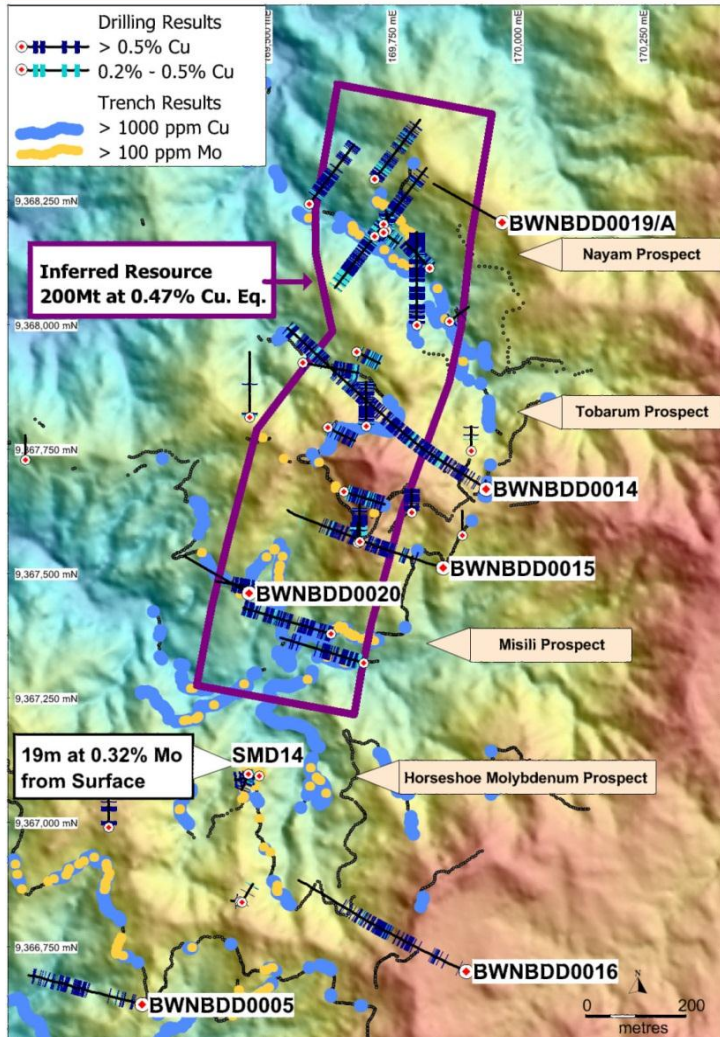 Drilling Results
> 0.5% Cu
0.2% - 0.5% Cu
Trench Results
> 1000 ppm Cu
> 100 ppm Mo
169,500 mE
169,750 mE
170,000 mE
170,250 mE
9,368,250 mN
BWNBDD0019/A
Nayam Prospect
Inferred Resource
200Mt at 0.47% Cu. Eq.
9,368,000 mN
Tobarum Prospect
9,367,750 mN
BWNBDD0014
9,367,500 mN
BWNBDD0015
BWNBDD0020
Misili Prospect
9,367,250 mN
19m at 0.32% Mo
from Surface
SMD14
Horseshoe Molybdenum Prospect
9,367,000 mN
9,366,750 mN
BWNBDD0016
BWNBDD0005
N
0 200
metres